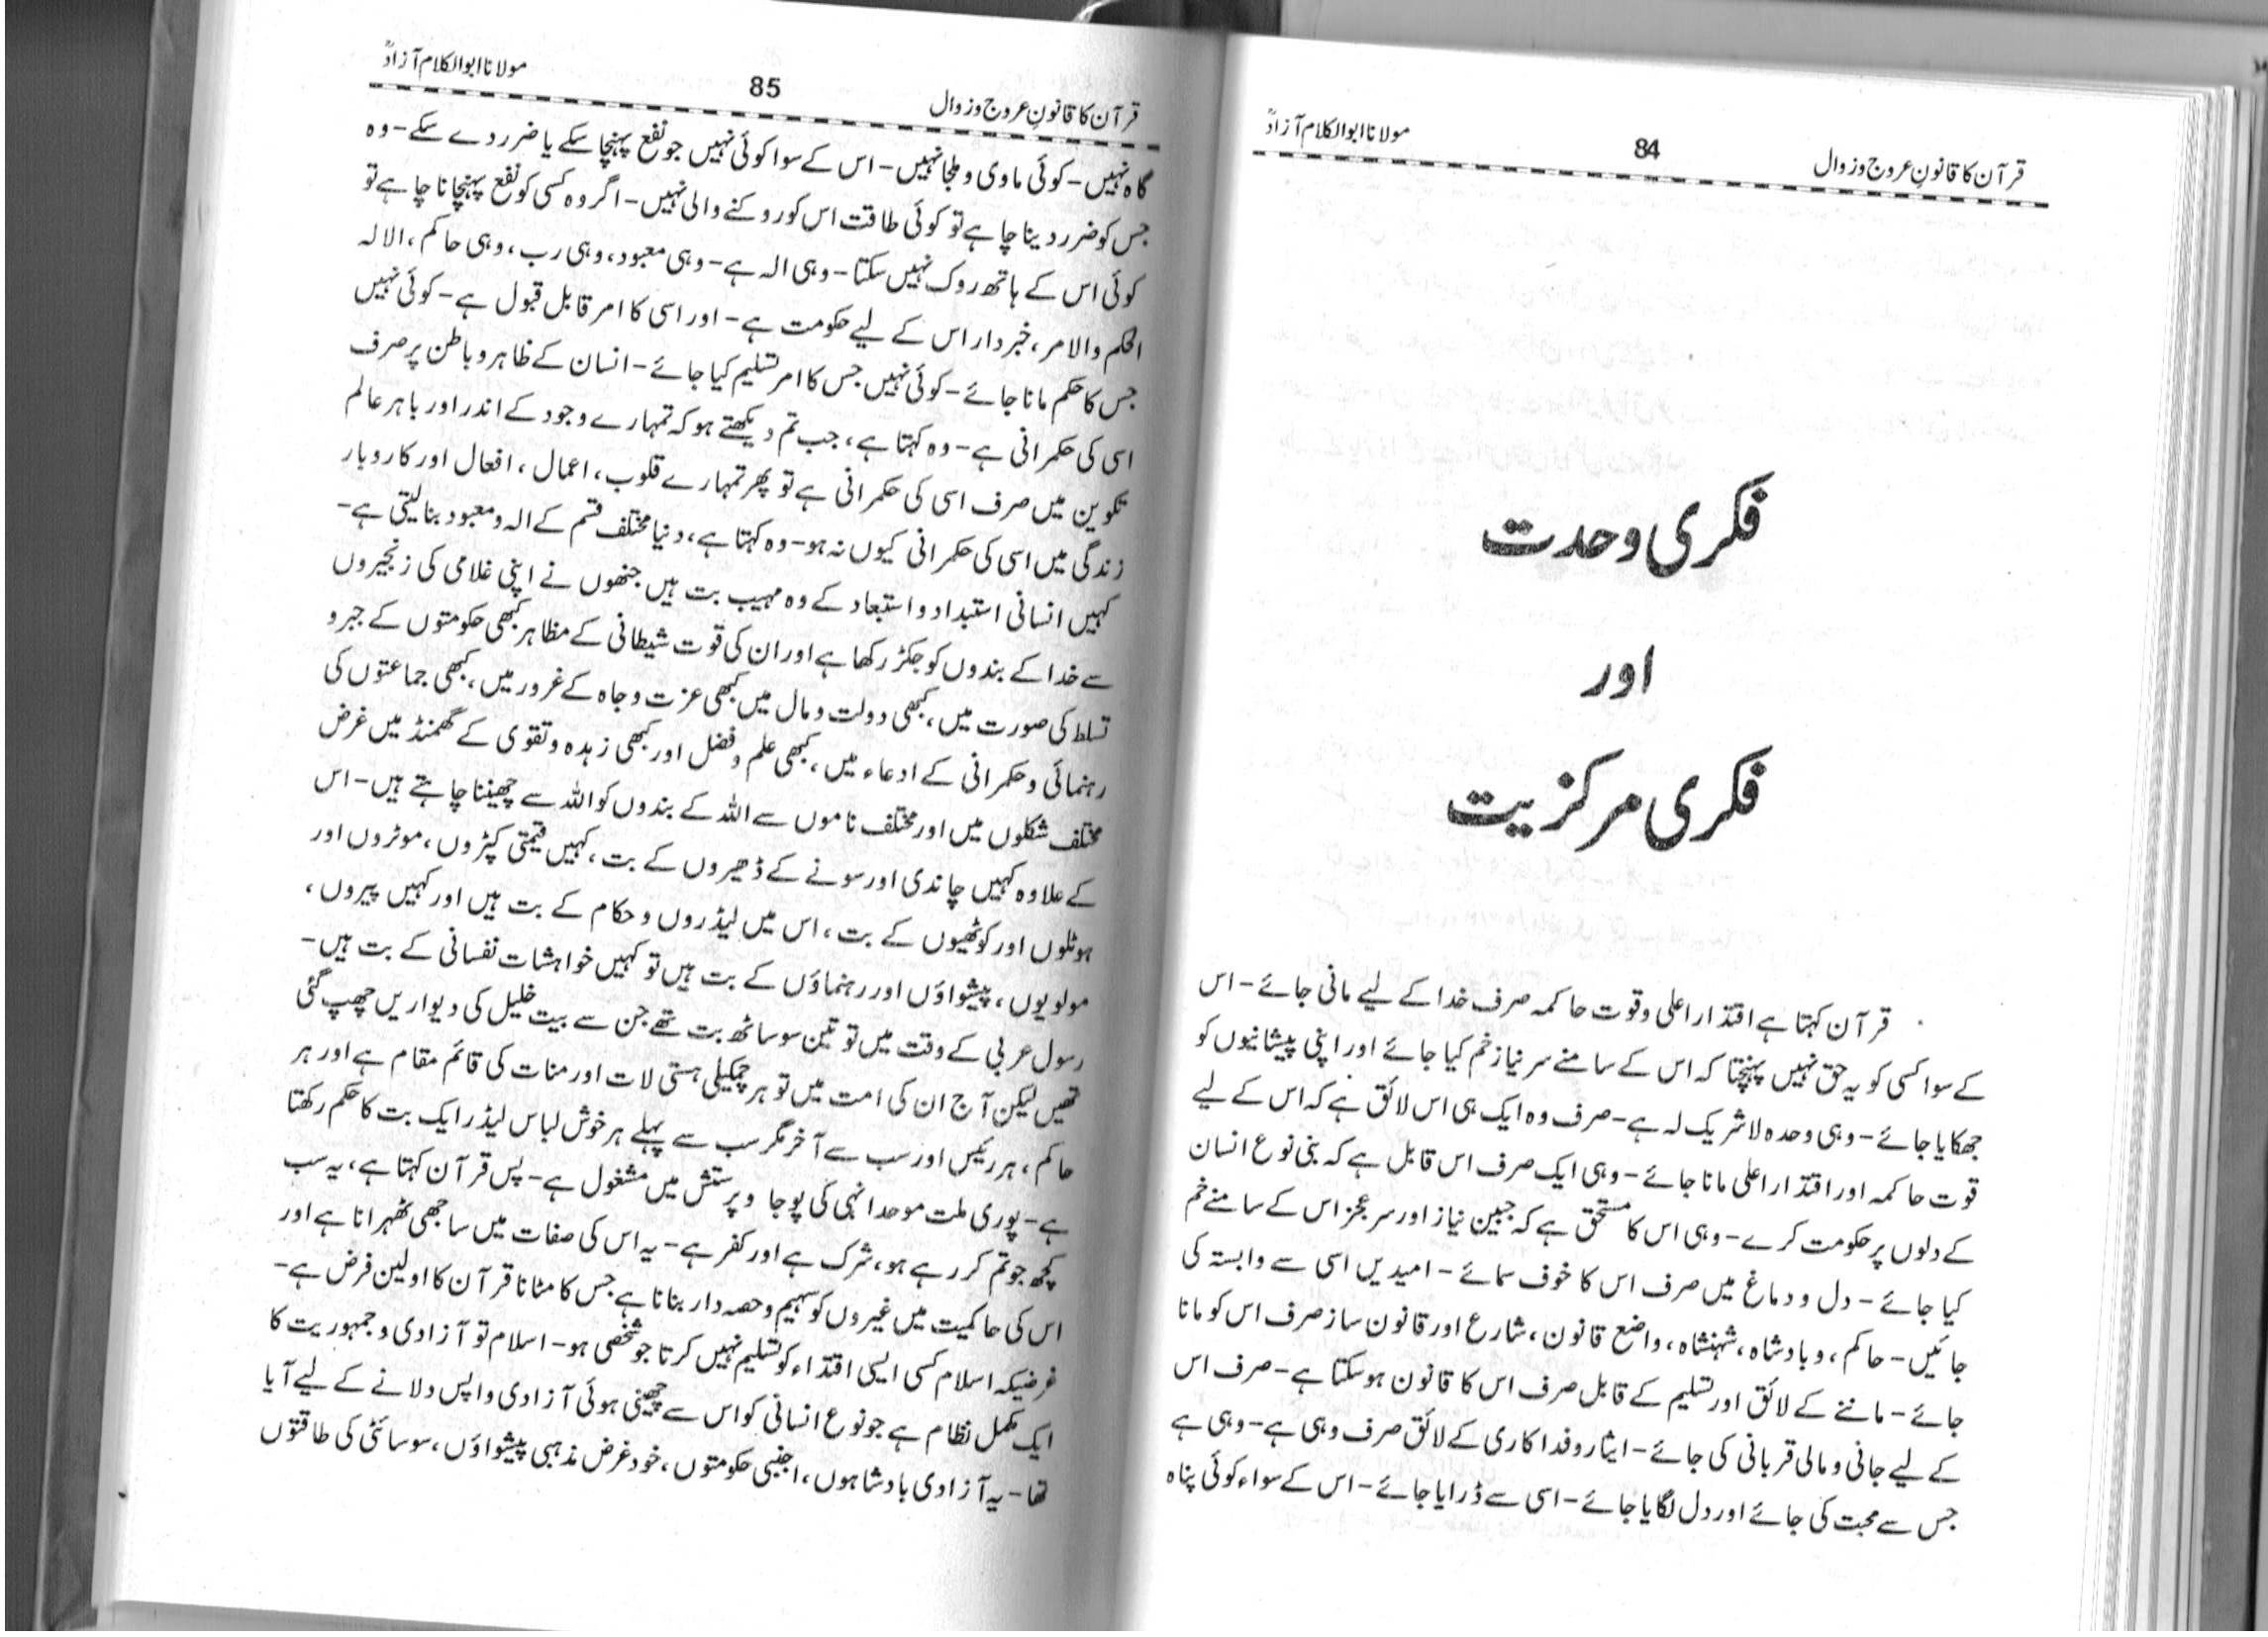 قرآن کا قانونِ عروج و زوال
84
مولانا ابوالکلام آزادؒ
فکری وحدت
اور
فکری مرکزیت
قرآن کہتا ہے اقتدار اعلی و قوت حاکمہ صرف خدا کے لیے مانی جائے - اس
کے سوا کسی کو یہ حق نہیں پہنچتا کہ اس کے سامنے سر نیاز خم کیا جائے اور اپنی پیشانیوں کو
جھکایا جائے - وہی وحدہ لاشریک لہ ہے - صرف وہ ایک ہی اس لائق ہے کہ اس کے لیے
قوت حاکمہ اور اقتدار اعلی مانا جائے - وہی ایک صرف اس قابل ہے کہ بنی نوع انسان
کے دلوں پر حکومت کرے - وہی اس کا مستحق ہے کہ جبین نیاز اور سر عجز اس کے سامنے خم
کیا جائے - دل و دماغ میں صرف اس کا خوف سمائے - امیدیں اسی سے وابستہ کی
جائیں - حاکم، و بادشاہ، شہنشاہ، واضع قانون، شارع اور قانون ساز صرف اس کو مانا
جائے - ماننے کے لائق اور تسلیم کے قابل صرف اس کا قانون ہو سکتا ہے - صرف اس
کے لیے جانی و مالی قربانی کی جائے - ایثار و فداکاری کے لائق صرف وہی ہے - وہی ہے
جس سے محبت کی جائے اور دل لگایا جائے - اسی سے ڈرایا جائے - اس کے سواء کوئی پناہ
قرآن کا قانونِ عروج و زوال
85
مولانا ابوالکلام آزادؒ
گاہ نہیں - کوئی ماوی و ملجا نہیں - اس کے سوا کوئی نہیں جو نفع پہنچا سکے یا ضرر دے سکے - وہ
جس کو ضرر دینا چاہے تو کوئی طاقت اس کو روکنے والی نہیں - اگر وہ کسی کو نفع پہنچانا چاہے تو
کوئی اس کے ہاتھ روک نہیں سکتا - وہی الہ ہے - وہی معبود، وہی رب، وہی حاکم، الا لہ
الحکم والامر، خبردار اس کے لیے حکومت ہے - اور اسی کا امر قابل قبول ہے - کوئی نہیں
جس کا حکم مانا جائے - کوئی نہیں جس کا امر تسلیم کیا جائے - انسان کے ظاہر و باطن پر صرف
اسی کی حکمرانی ہے - وہ کہتا ہے، جب تم دیکھتے ہو کہ تمہارے وجود کے اندر اور باہر عالم
تکوین میں صرف اسی کی حکمرانی ہے تو پھر تمہارے قلوب، اعمال، افعال اور کاروبار
زندگی میں اسی کی حکمرانی کیوں نہ ہو - وہ کہتا ہے، دنیا مختلف قسم کے الہ و معبود بنا لیتی ہے -
کہیں انسانی استبداد و استبعاد کے وہ مہیب بت ہیں جنھوں نے اپنی غلامی کی زنجیروں
سے خدا کے بندوں کو جکڑ رکھا ہے اور ان کی قوت شیطانی کے مظاہر کبھی حکومتوں کے جبر و
تسلط کی صورت میں، کبھی دولت و مال میں کبھی عزت و جاہ کے غرور میں، کبھی جماعتوں کی
رہنمائی و حکمرانی کے ادعاء میں، کبھی علم و فضل اور کبھی زہدہ و تقوی کے گھمنڈ میں غرض
مختلف شکلوں میں اور مختلف ناموں سے اللہ کے بندوں کو اللہ سے چھیننا چاہتے ہیں - اس
کے علاوہ کہیں چاندی اور سونے کے ڈھیروں کے بت، کہیں قیمتی کپڑوں، موٹروں اور
ہوٹلوں اور کوٹھیوں کے بت، اس میں لیڈروں و حکام کے بت ہیں اور کہیں پیروں،
مولویوں، پیشواؤں اور رہنماؤں کے بت ہیں تو کہیں خواہشات نفسانی کے بت ہیں -
رسول عربی کے وقت میں تو تین سو ساٹھ بت تھے جن سے بیت خلیل کی دیواریں چھپ گئی
تھیں لیکن آج ان کی امت میں تو ہر چمکیلی ہستی لات اور منات کی قائم مقام ہے اور ہر
حاکم، ہر رئیس اور سب سے آخر مگر سب سے پہلے ہر خوش لباس لیڈر ایک بت کا حکم رکھتا
ہے - پوری ملت موحد انہی کی پوجا و پرستش میں مشغول ہے - پس قرآن کہتا ہے، یہ سب
کچھ جو تم کر رہے ہو، شرک ہے اور کفر ہے - یہ اس کی صفات میں ساجھی ٹھہرانا ہے اور
اس کی حاکمیت میں غیروں کو سہیم و حصہ دار بنانا ہے جس کا مٹانا قرآن کا اولین فرض ہے -
غرضیکہ اسلام کسی ایسی اقتداء کو تسلیم نہیں کرتا جو شخصی ہو - اسلام تو آزادی و جمہوریت کا
ایک مکمل نظام ہے جو نوع انسانی کو اس سے چھینی ہوئی آزادی واپس دلانے کے لیے آیا
تھا - یہ آزادی بادشاہوں، اجنبی حکومتوں، خود غرض مذہبی پیشواؤں، سوسائٹی کی طاقتوں